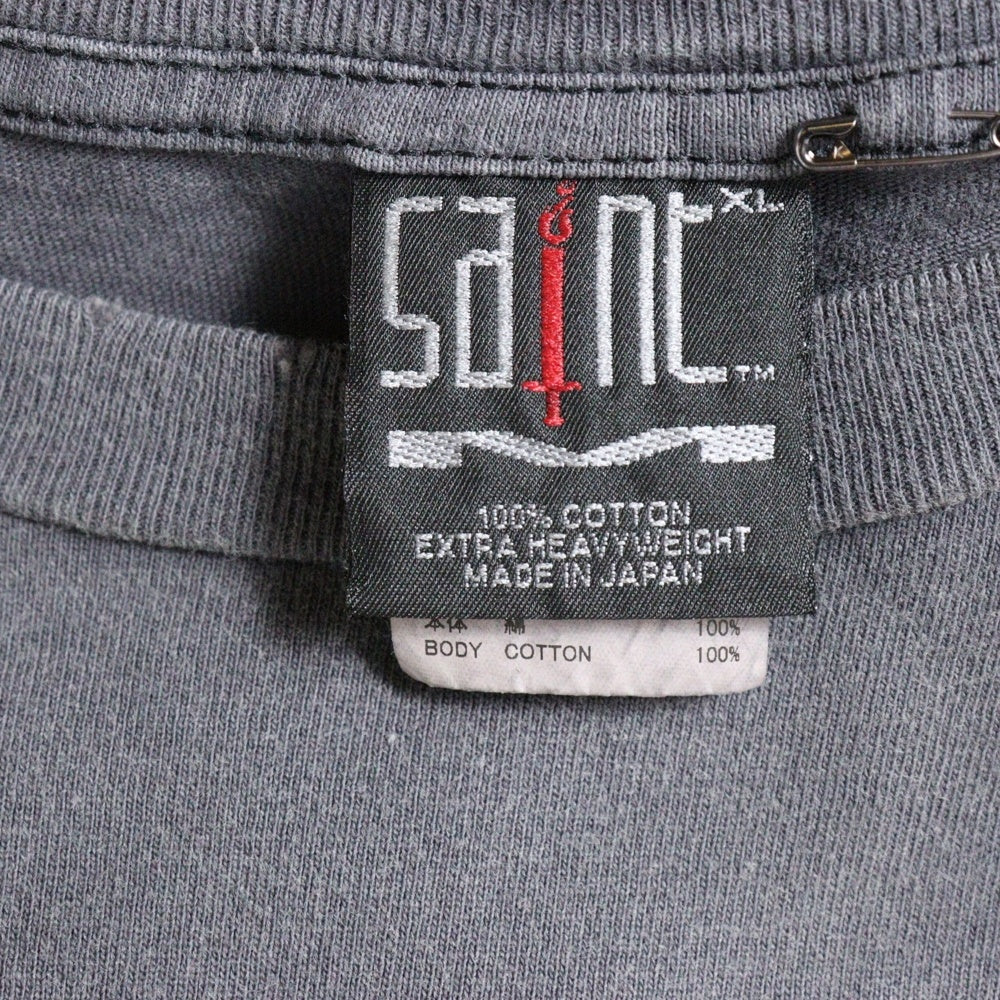 saint XL
™
100% COTTON
EXTRA HEAVYWEIGHT
MADE IN JAPAN
本体 綿 100%
BODY COTTON 100%